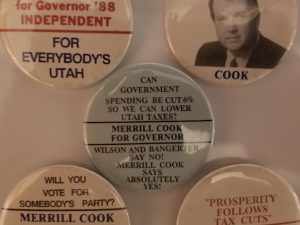 for Governor '88
INDEPENDENT
FOR
EVERYBODY'S
UTAH
COOK
CAN
GOVERNMENT
SPENDING BE CUT 6%
SO WE CAN LOWER
UTAH TAXES?
MERRILL COOK
FOR GOVERNOR
WILSON AND BANGERTER
SAY NO!
MERRILL COOK
SAYS
ABSOLUTELY
YES!
WILL YOU
VOTE FOR
SOMEBODY'S PARTY?
MERRILL COOK
"PROSPERITY
FOLLOWS
TAX CUTS"